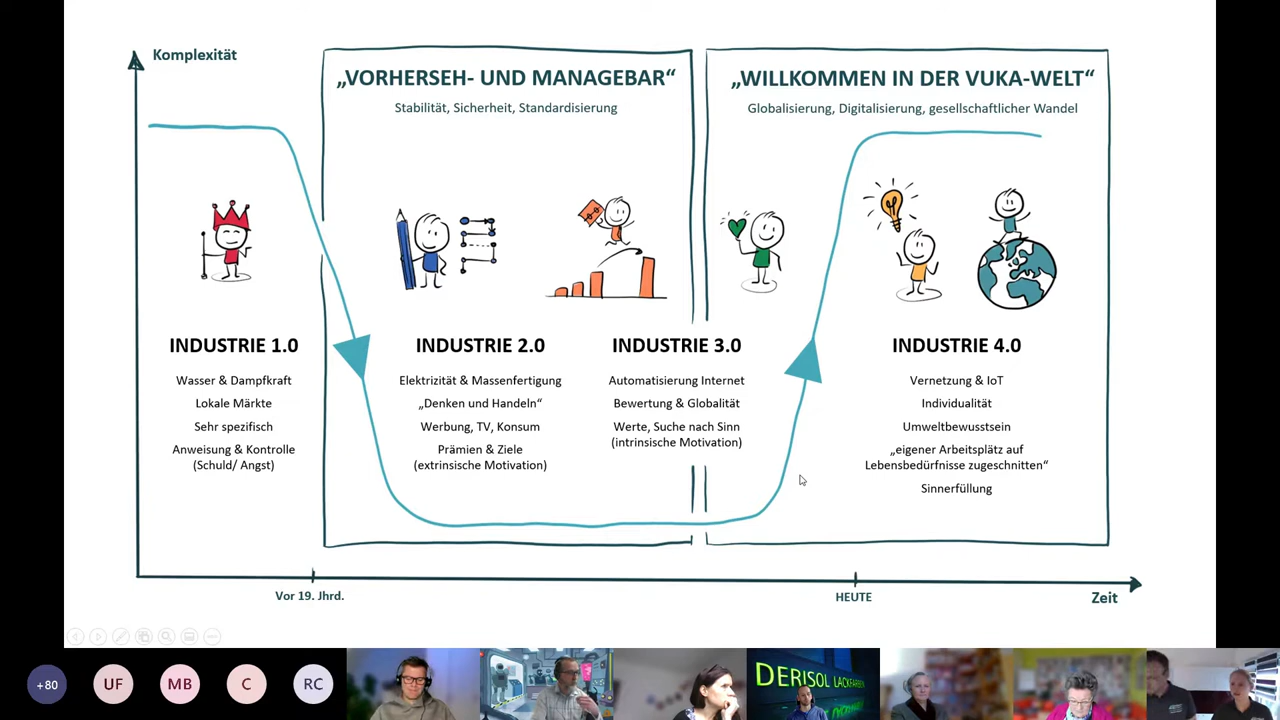 Komplexität
„VORHERSEH- UND MANAGEBAR“
Stabilität, Sicherheit, Standardisierung
„WILLKOMMEN IN DER VUKA-WELT“
Globalisierung, Digitalisierung, gesellschaftlicher Wandel
INDUSTRIE 1.0
Wasser & Dampfkraft
Lokale Märkte
Sehr spezifisch
Anweisung & Kontrolle
(Schuld/ Angst)
INDUSTRIE 2.0
Elektrizität & Massenfertigung
„Denken und Handeln“
Werbung, TV, Konsum
Prämien & Ziele
(extrinsische Motivation)
INDUSTRIE 3.0
Automatisierung Internet
Bewertung & Globalität
Werte, Suche nach Sinn
(intrinsische Motivation)
INDUSTRIE 4.0
Vernetzung & IoT
Individualität
Umweltbewusstsein
„eigener Arbeitsplätz auf
Lebensbedürfnisse zugeschnitten“
Sinnerfüllung
Vor 19. Jhrd.
HEUTE
Zeit
+80
UF
MB
C
RC
DERISOL LACKFARBEN